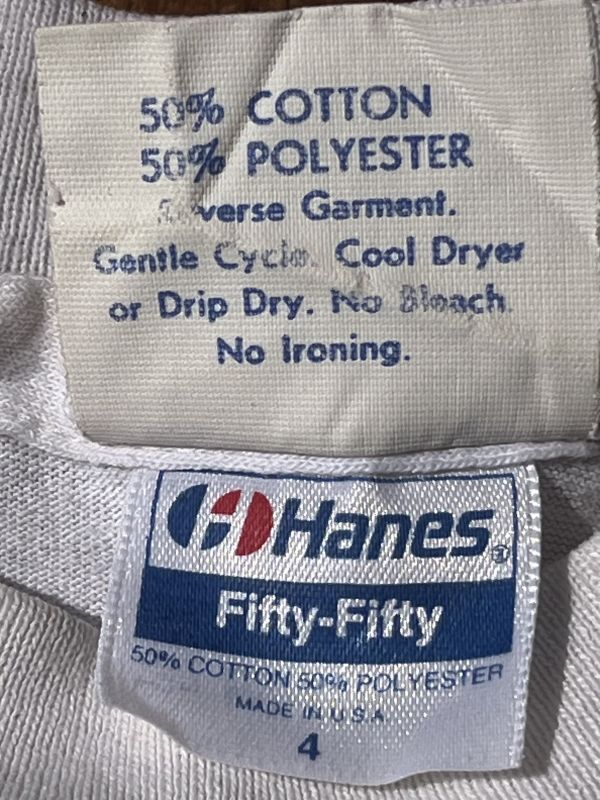 50% COTTON
50% POLYESTER
Reverse Garment.
Gentle Cycle. Cool Dryer
or Drip Dry. No Bleach.
No Ironing.
Hanes®
Fifty-Fifty
50% COTTON 50% POLYESTER
MADE IN U.S.A.
4